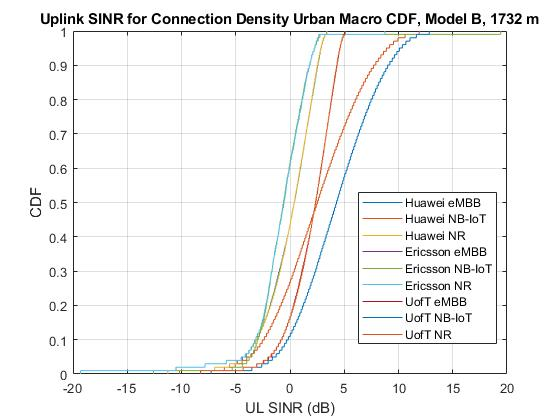 Uplink SINR for Connection Density Urban Macro CDF, Model B, 1732 m
1
0.9
0.8
0.7
0.6
0.5
0.4
0.3
0.2
0.1
0
CDF
Huawei eMBB
Huawei NB-IoT
Huawei NR
Ericsson eMBB
Ericsson NB-IoT
Ericsson NR
UofT eMBB
UofT NB-IoT
UofT NR
-20 -15 -10 -5 0 5 10 15 20
UL SINR (dB)